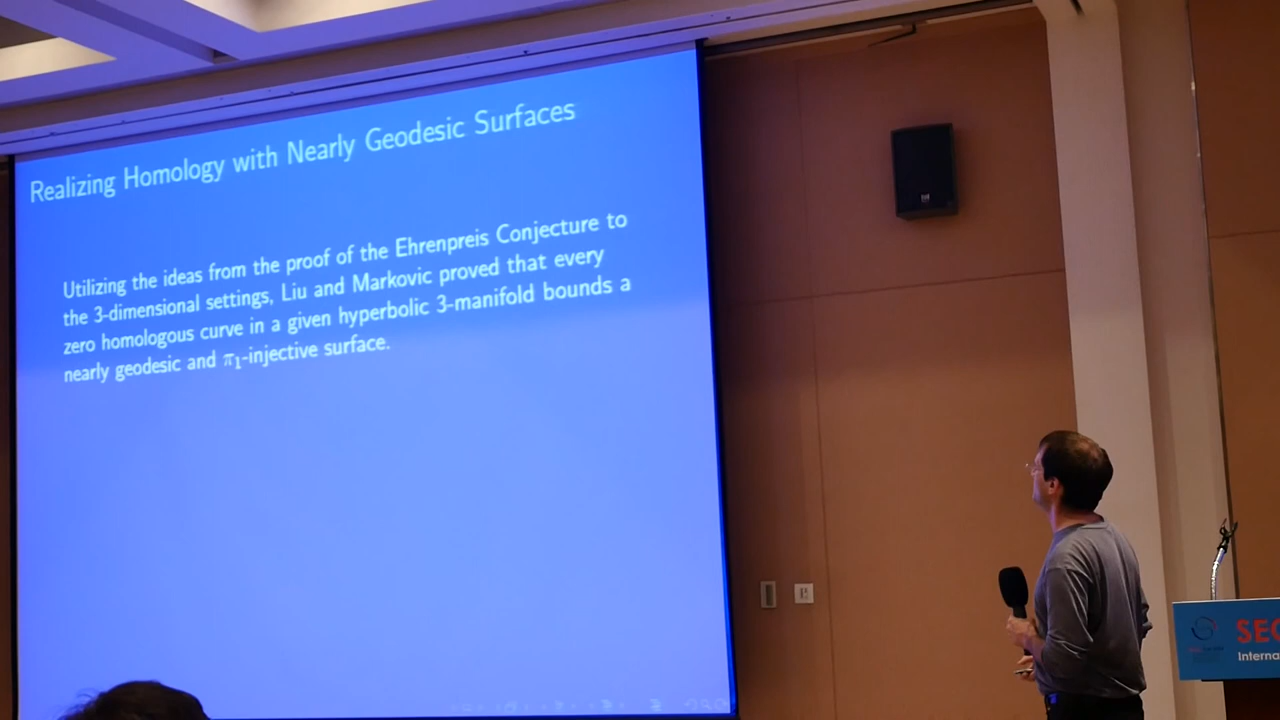 Realizing Homology with Nearly Geodesic Surfaces
Utilizing the ideas from the proof of the Ehrenpreis Conjecture to
the 3-dimensional settings, Liu and Markovic proved that every
zero homologous curve in a given hyperbolic 3-manifold bounds a
nearly geodesic and π₁-injective surface.
SEO
Interna